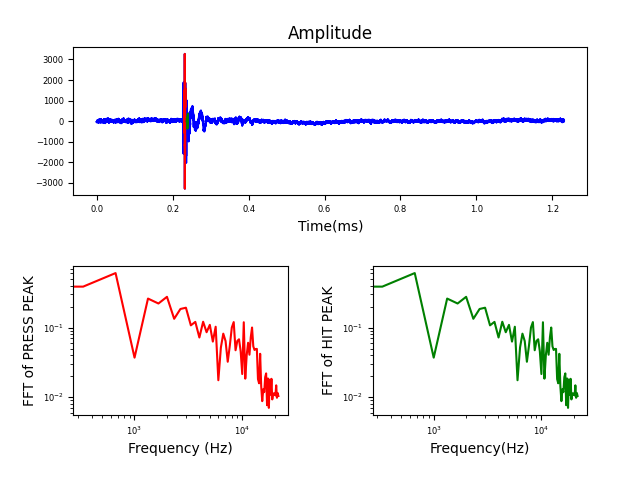 Amplitude
3000
2000
1000
0
−1000
−2000
−3000
0.0 0.2 0.4 0.6 0.8 1.0 1.2
Time(ms)
FFT of PRESS PEAK
10⁻¹
10⁻²
10³ 10⁴
Frequency (Hz)
FFT of HIT PEAK
10⁻¹
10⁻²
10³ 10⁴
Frequency(Hz)